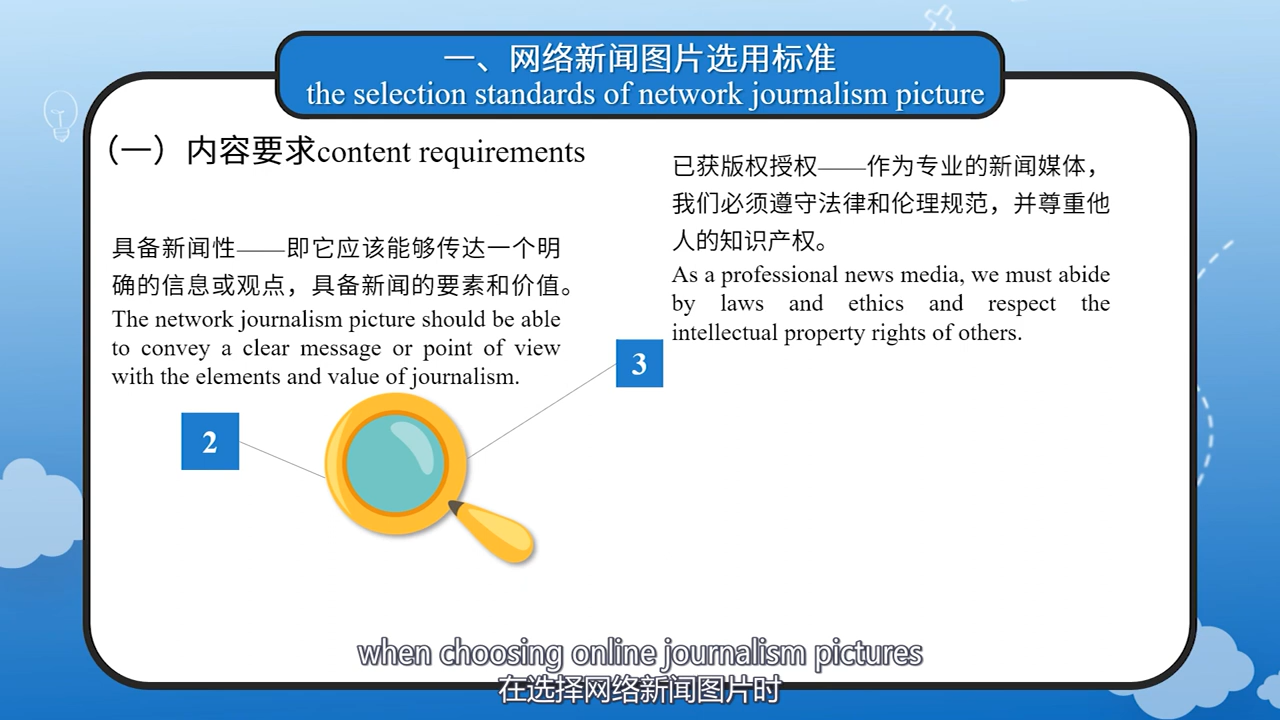 一、网络新闻图片选用标准
the selection standards of network journalism picture
（一）内容要求content requirements
具备新闻性——即它应该能够传达一个明
确的信息或观点，具备新闻的要素和价值。
The network journalism picture should be able
to convey a clear message or point of view
with the elements and value of journalism.
2
已获版权授权——作为专业的新闻媒体，
我们必须遵守法律和伦理规范，并尊重他
人的知识产权。
As a professional news media, we must abide
by laws and ethics and respect the
intellectual property rights of others.
3
when choosing online journalism pictures
在选择网络新闻图片时